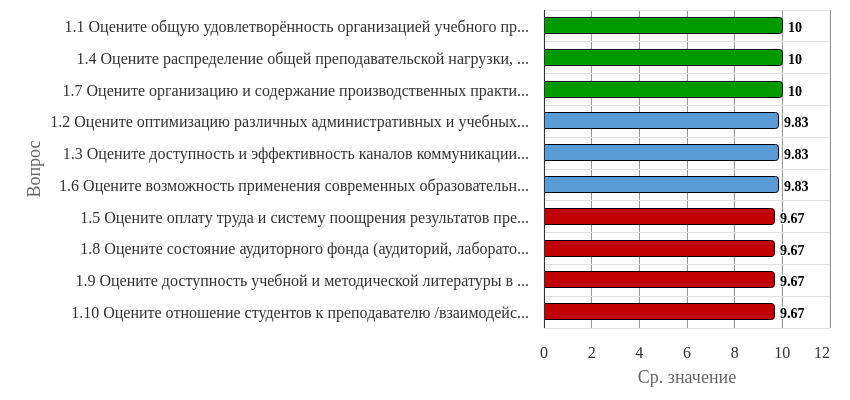 1.1 Оцените общую удовлетворённость организацией учебного пр... 10
1.4 Оцените распределение общей преподавательской нагрузки, ... 10
1.7 Оцените организацию и содержание производственных практи... 10
1.2 Оцените оптимизацию различных административных и учебных... 9.83
1.3 Оцените доступность и эффективность каналов коммуникации... 9.83
1.6 Оцените возможность применения современных образовательн... 9.83
1.5 Оцените оплату труда и систему поощрения результатов пре... 9.67
1.8 Оцените состояние аудиторного фонда (аудиторий, лаборато... 9.67
1.9 Оцените доступность учебной и методической литературы в ... 9.67
1.10 Оцените отношение студентов к преподавателю /взаимодейс... 9.67
Вопрос
0 2 4 6 8 10 12
Ср. значение